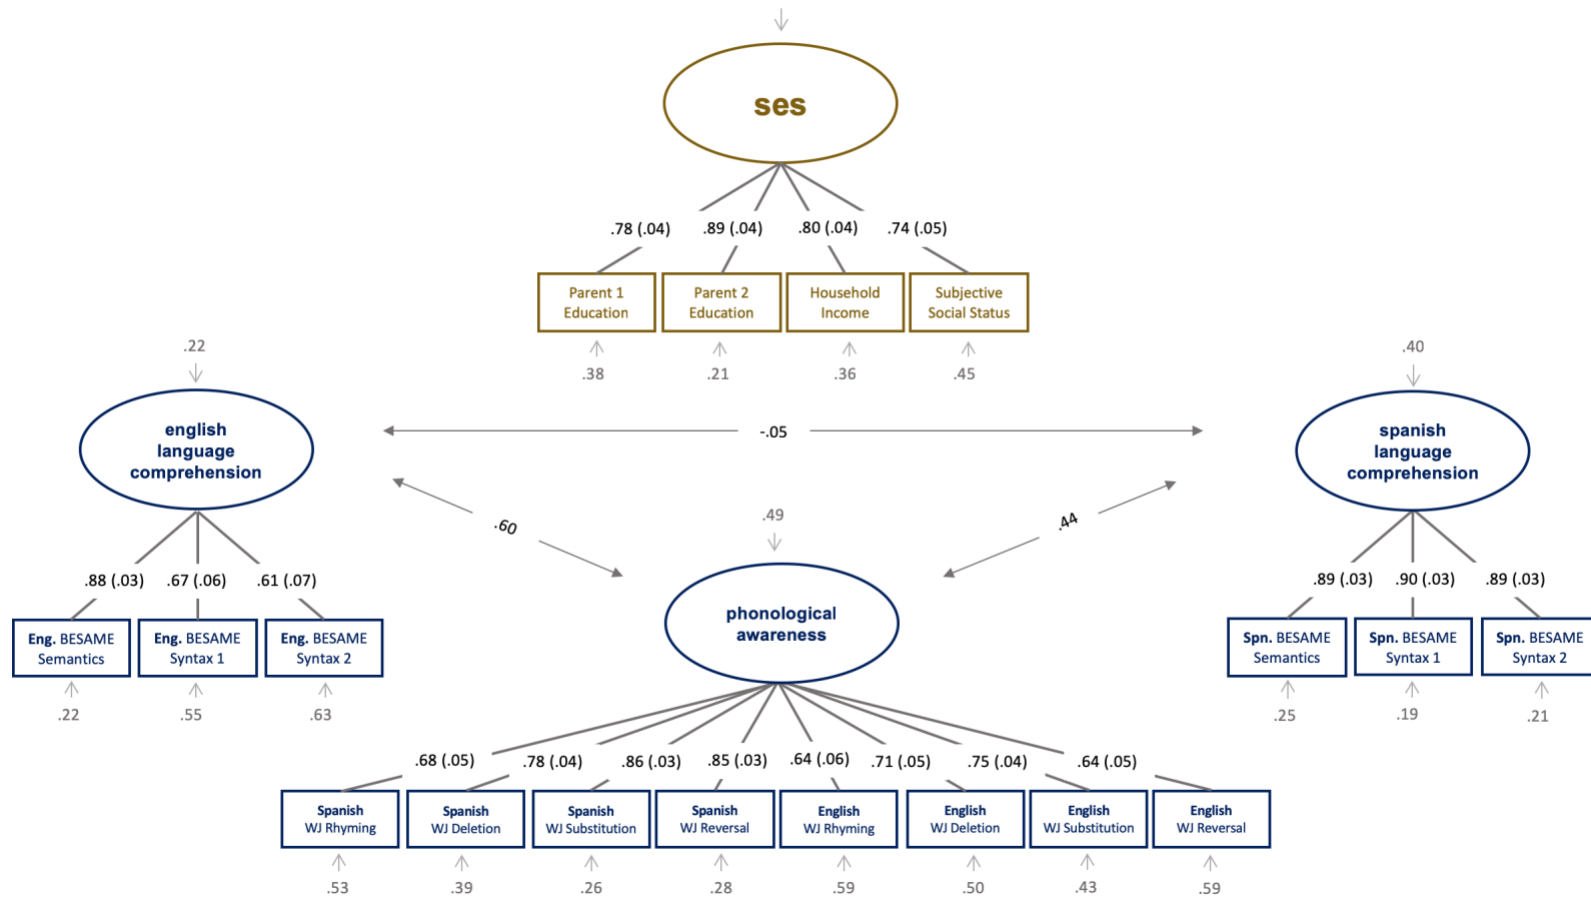 ses
.78 (.04) .89 (.04) .80 (.04) .74 (.05)
Parent 1
Education
Parent 2
Education
Household
Income
Subjective
Social Status
.38 .21 .36 .45
.22
english
language
comprehension
.40
spanish
language
comprehension
-.05
.60
.44
.49
phonological
awareness
.88 (.03) .67 (.06) .61 (.07)
Eng. BESAME
Semantics
Eng. BESAME
Syntax 1
Eng. BESAME
Syntax 2
.22 .55 .63
.89 (.03) .90 (.03) .89 (.03)
Spn. BESAME
Semantics
Spn. BESAME
Syntax 1
Spn. BESAME
Syntax 2
.25 .19 .21
.68 (.05) .78 (.04) .86 (.03) .85 (.03) .64 (.06) .71 (.05) .75 (.04) .64 (.05)
Spanish
WJ Rhyming
Spanish
WJ Deletion
Spanish
WJ Substitution
Spanish
WJ Reversal
English
WJ Rhyming
English
WJ Deletion
English
WJ Substitution
English
WJ Reversal
.53 .39 .26 .28 .59 .50 .43 .59